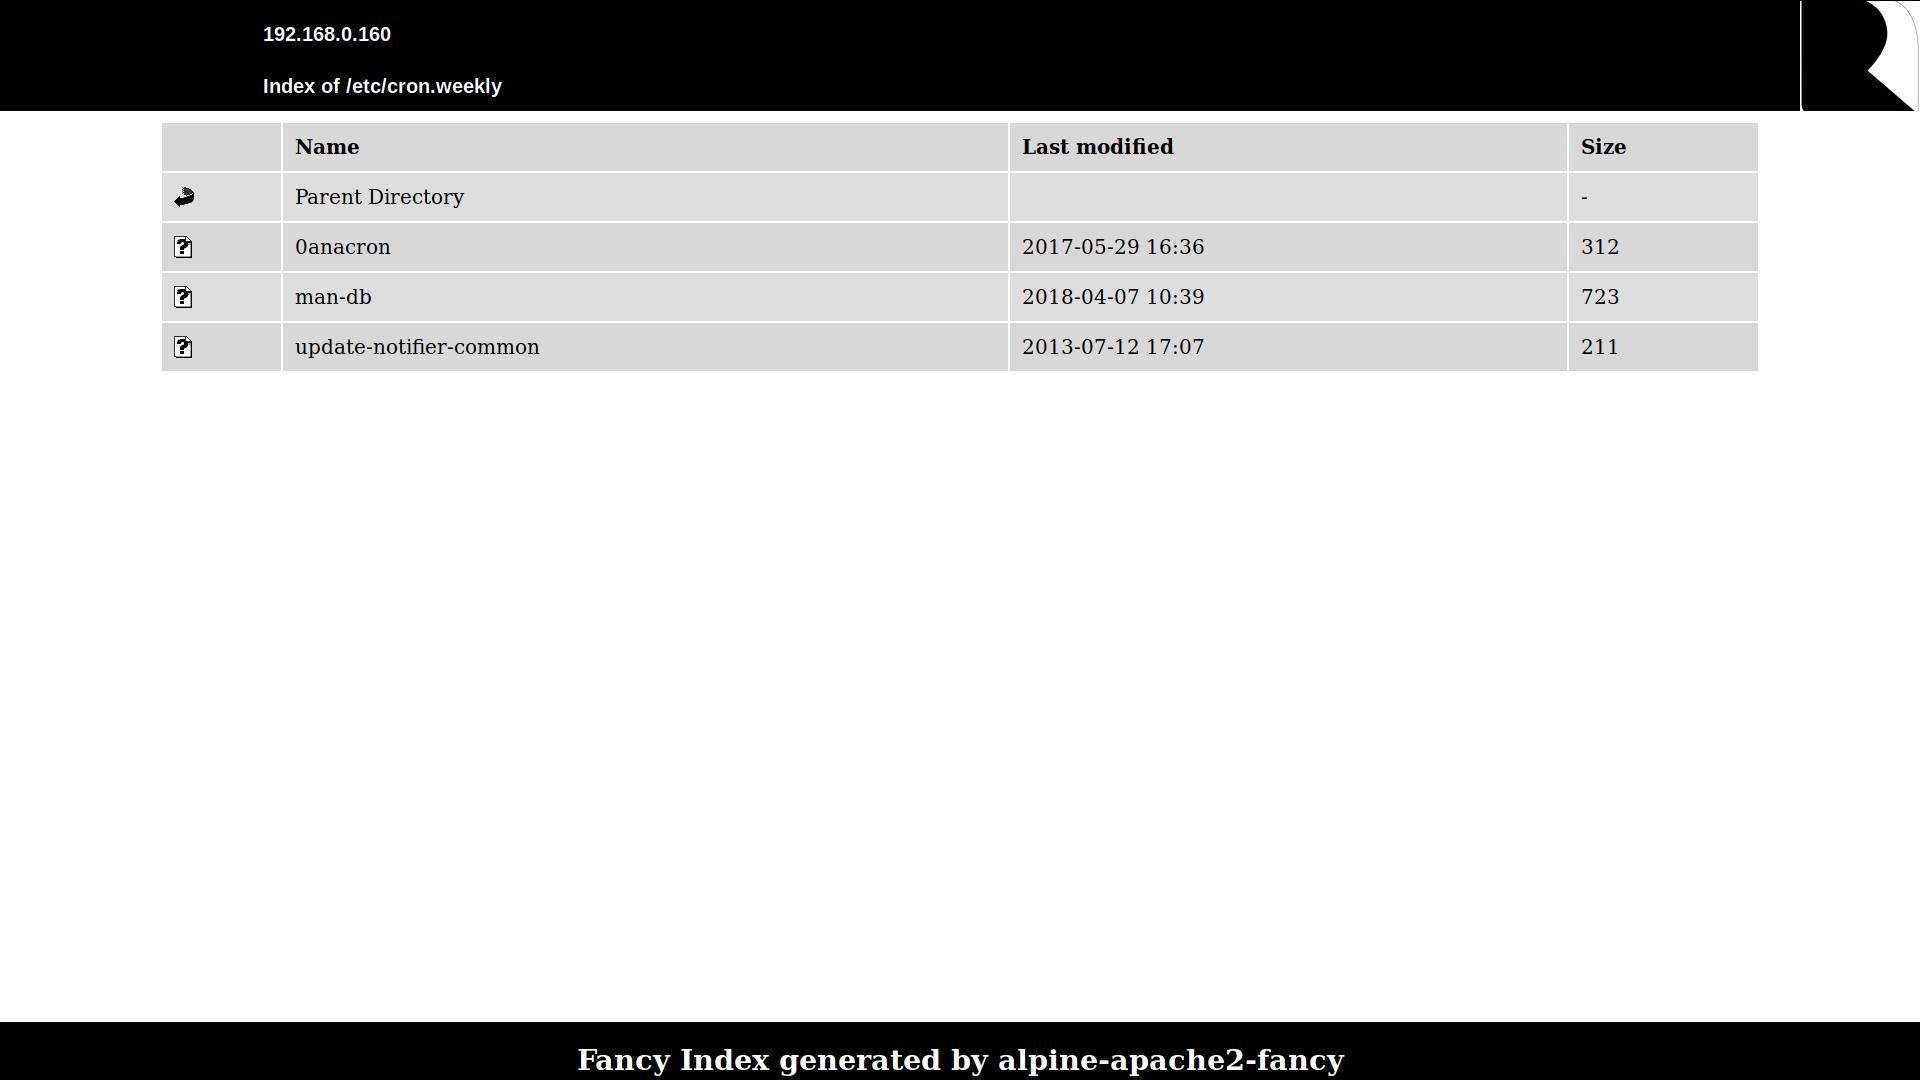 192.168.0.160
Index of /etc/cron.weekly
Name Last modified Size
Parent Directory -
0anacron 2017-05-29 16:36 312
man-db 2018-04-07 10:39 723
update-notifier-common 2013-07-12 17:07 211
Fancy Index generated by alpine-apache2-fancy